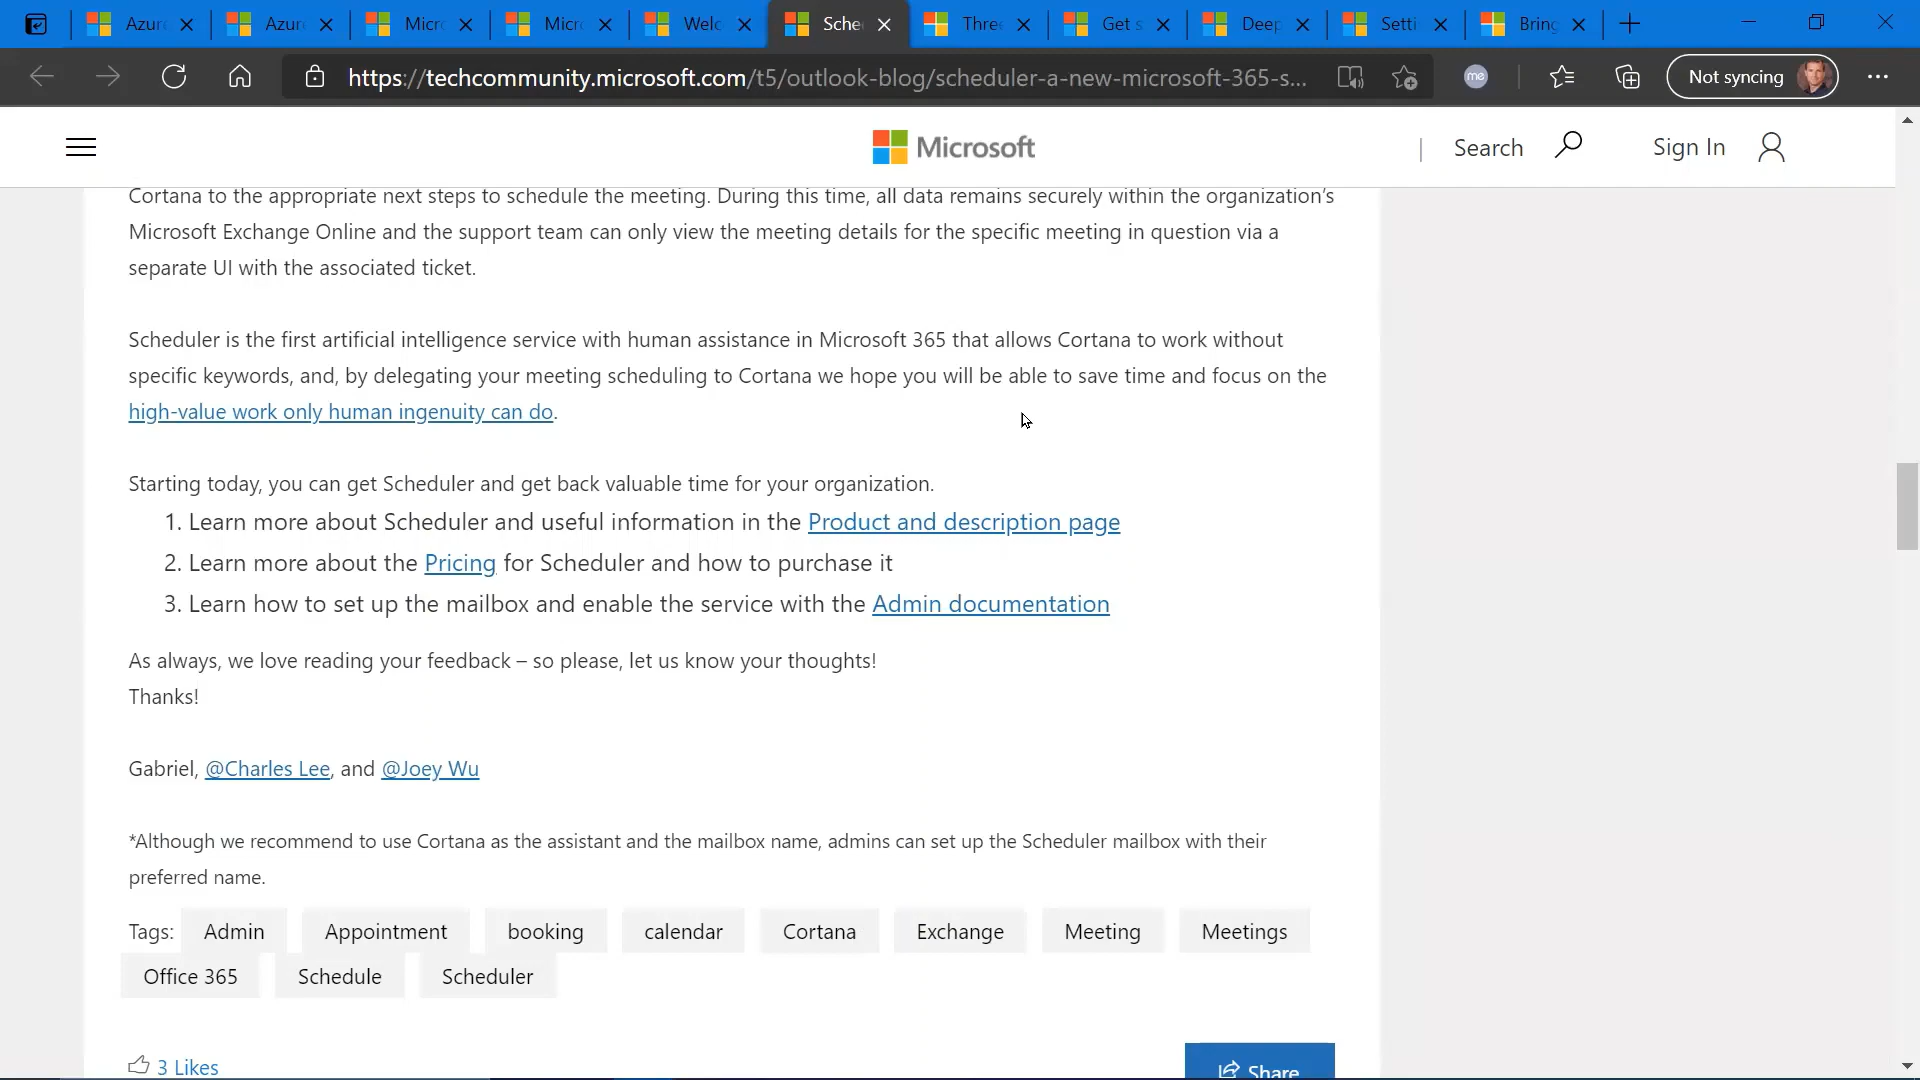 Azur
Azur
Micr
Micr
Welc
Sche
Three
Get s
Deep
Setti
Bring
https://techcommunity.microsoft.com/t5/outlook-blog/scheduler-a-new-microsoft-365-s...
me
Not syncing
Microsoft
Search
Sign In
Cortana to the appropriate next steps to schedule the meeting. During this time, all data remains securely within the organization's
Microsoft Exchange Online and the support team can only view the meeting details for the specific meeting in question via a
separate UI with the associated ticket.
Scheduler is the first artificial intelligence service with human assistance in Microsoft 365 that allows Cortana to work without
specific keywords, and, by delegating your meeting scheduling to Cortana we hope you will be able to save time and focus on the
high-value work only human ingenuity can do.
Starting today, you can get Scheduler and get back valuable time for your organization.
1. Learn more about Scheduler and useful information in the Product and description page
2. Learn more about the Pricing for Scheduler and how to purchase it
3. Learn how to set up the mailbox and enable the service with the Admin documentation
As always, we love reading your feedback – so please, let us know your thoughts!
Thanks!
Gabriel, @Charles Lee, and @Joey Wu
*Although we recommend to use Cortana as the assistant and the mailbox name, admins can set up the Scheduler mailbox with their
preferred name.
Tags: Admin Appointment booking calendar Cortana Exchange Meeting Meetings
Office 365 Schedule Scheduler
3 Likes
Share